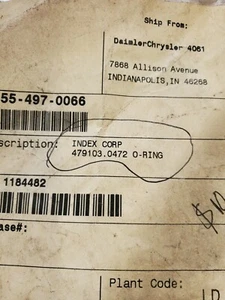 Ship From:
DaimlerChrysler 4061
7868 Allison Avenue
INDIANAPOLIS, IN 46268
55-497-0066
scription: INDEX CORP
479103.0472 O-RING
1184482
ase#:
Plant Code: